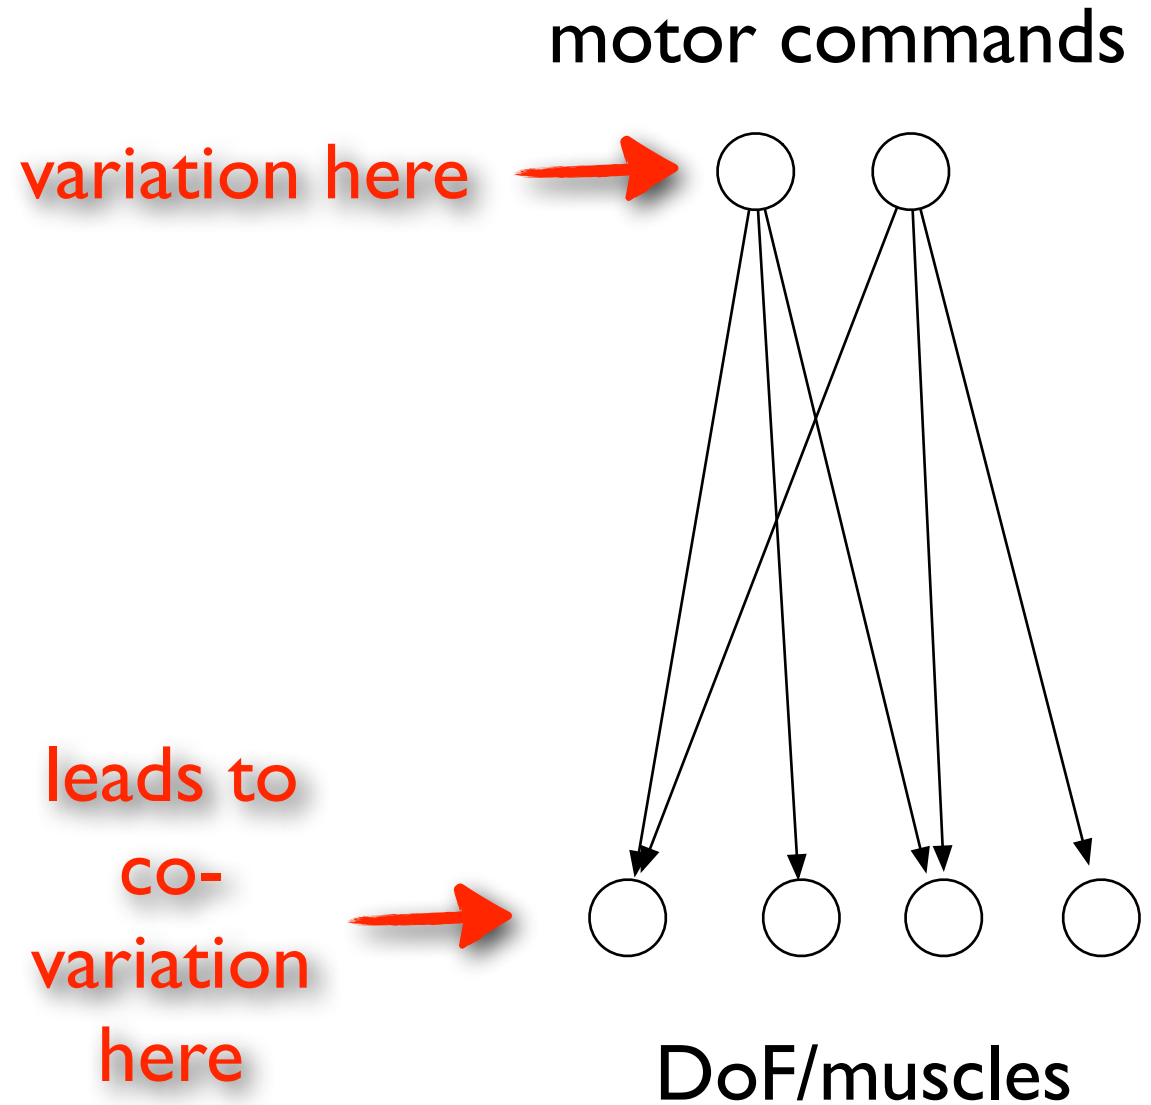 motor commands
variation here
leads to
co-
variation
here
DoF/muscles